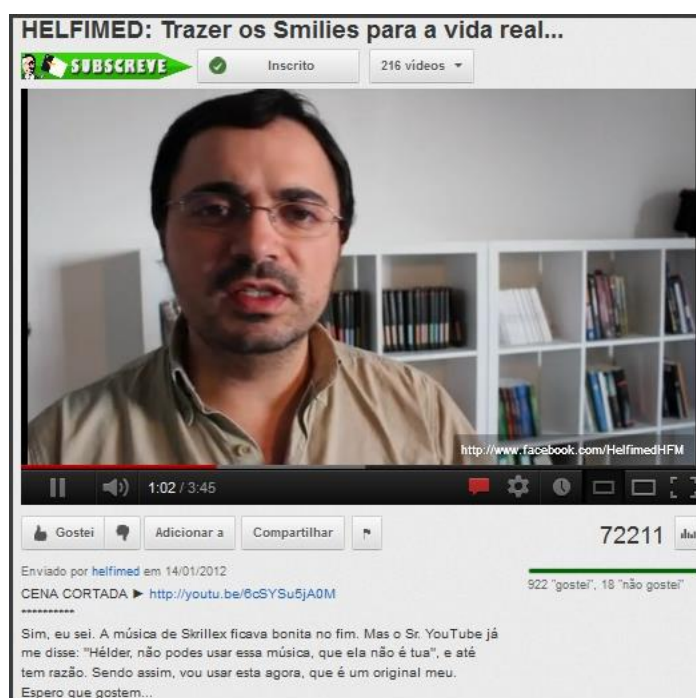 HELFIMED: Trazer os Smilies para a vida real...
SUBSCREVE Inscrito 216 vídeos
http://www.facebook.com/HelfimedHFM
1:02 / 3:45
Gostei Adicionar a Compartilhar 72211
Enviado por helfimed em 14/01/2012
922 "gostei", 18 "não gostei"
CENA CORTADA ► http://youtu.be/6cSYSu5jA0M
**********
Sim, eu sei. A música de Skrillex ficava bonita no fim. Mas o Sr. YouTube já
me disse: "Hélder, não podes usar essa música, que ela não é tua", e até
tem razão. Sendo assim, vou usar esta agora, que é um original meu.
Espero que gostem...